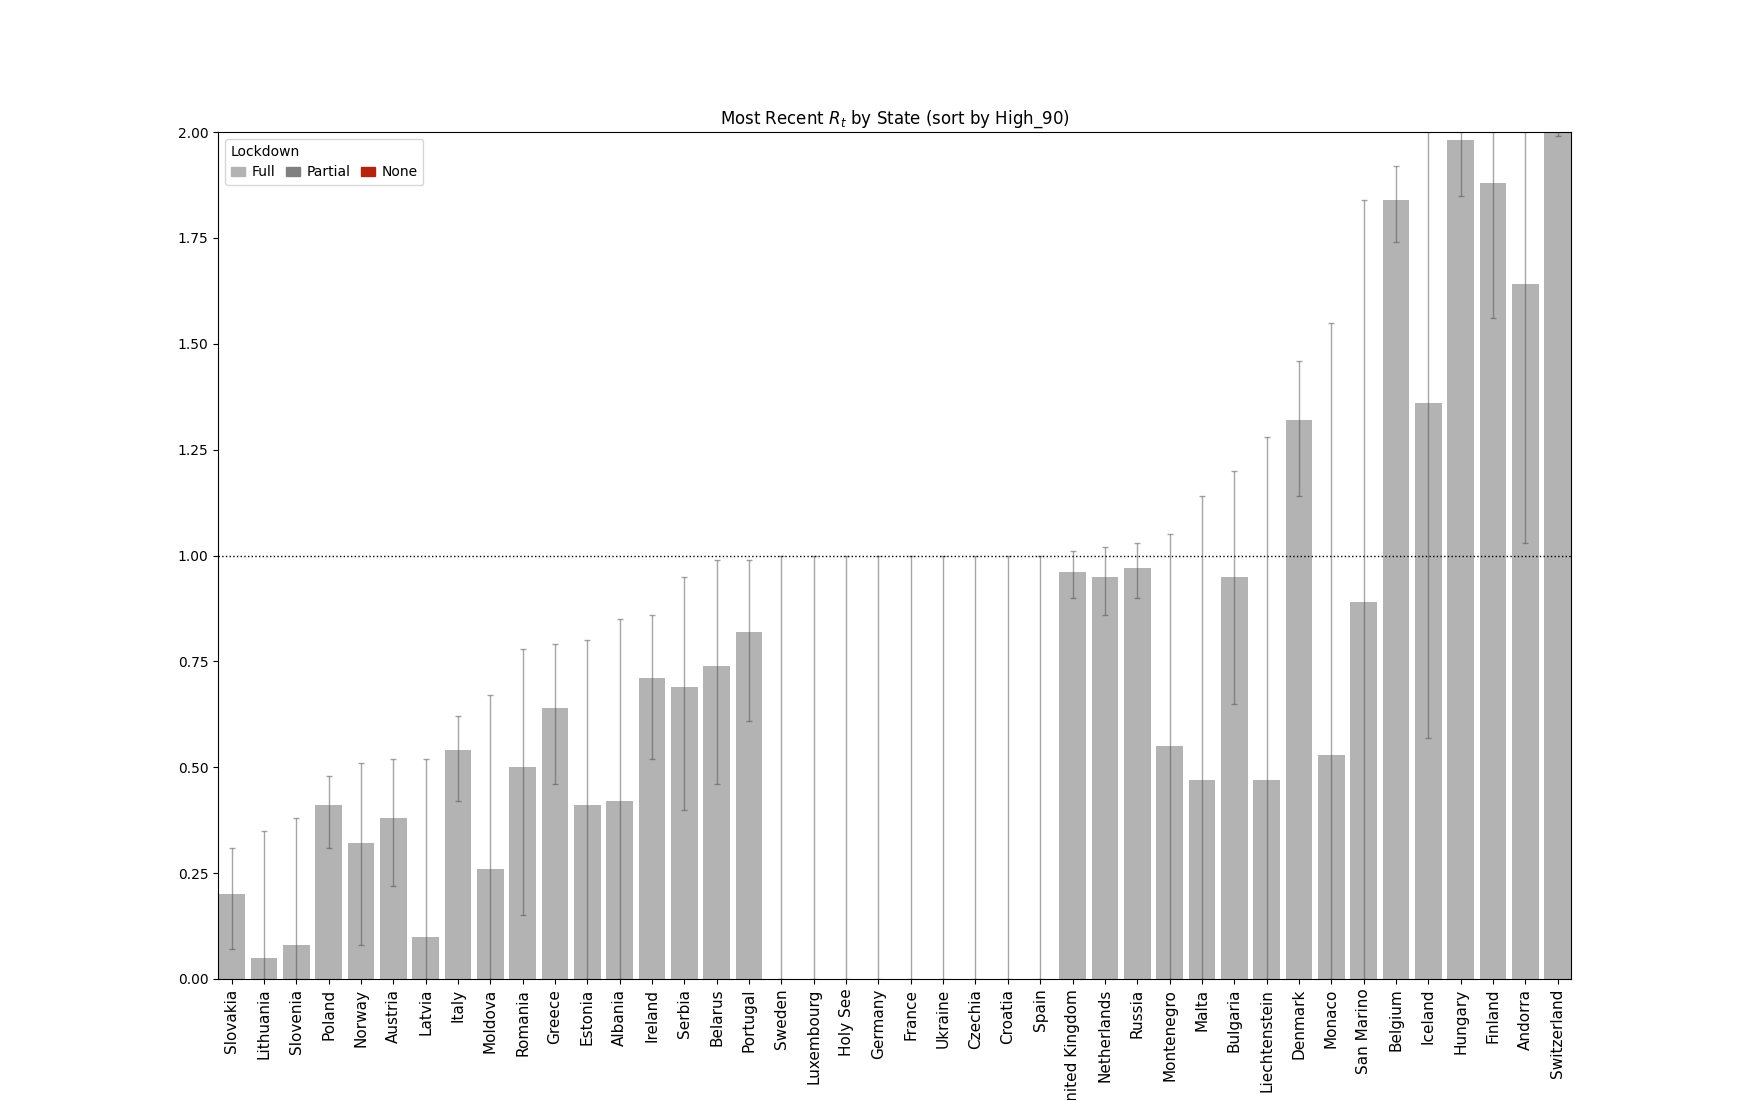 Most Recent R_t by State (sort by High_90)
Lockdown
Full Partial None
2.00
1.75
1.50
1.25
1.00
0.75
0.50
0.25
0.00
Slovakia
Lithuania
Slovenia
Poland
Norway
Austria
Latvia
Italy
Moldova
Romania
Greece
Estonia
Albania
Ireland
Serbia
Belarus
Portugal
Sweden
Luxembourg
Holy See
Germany
France
Ukraine
Czechia
Croatia
Spain
nited Kingdom
Netherlands
Russia
Montenegro
Malta
Bulgaria
Liechtenstein
Denmark
Monaco
San Marino
Belgium
Iceland
Hungary
Finland
Andorra
Switzerland